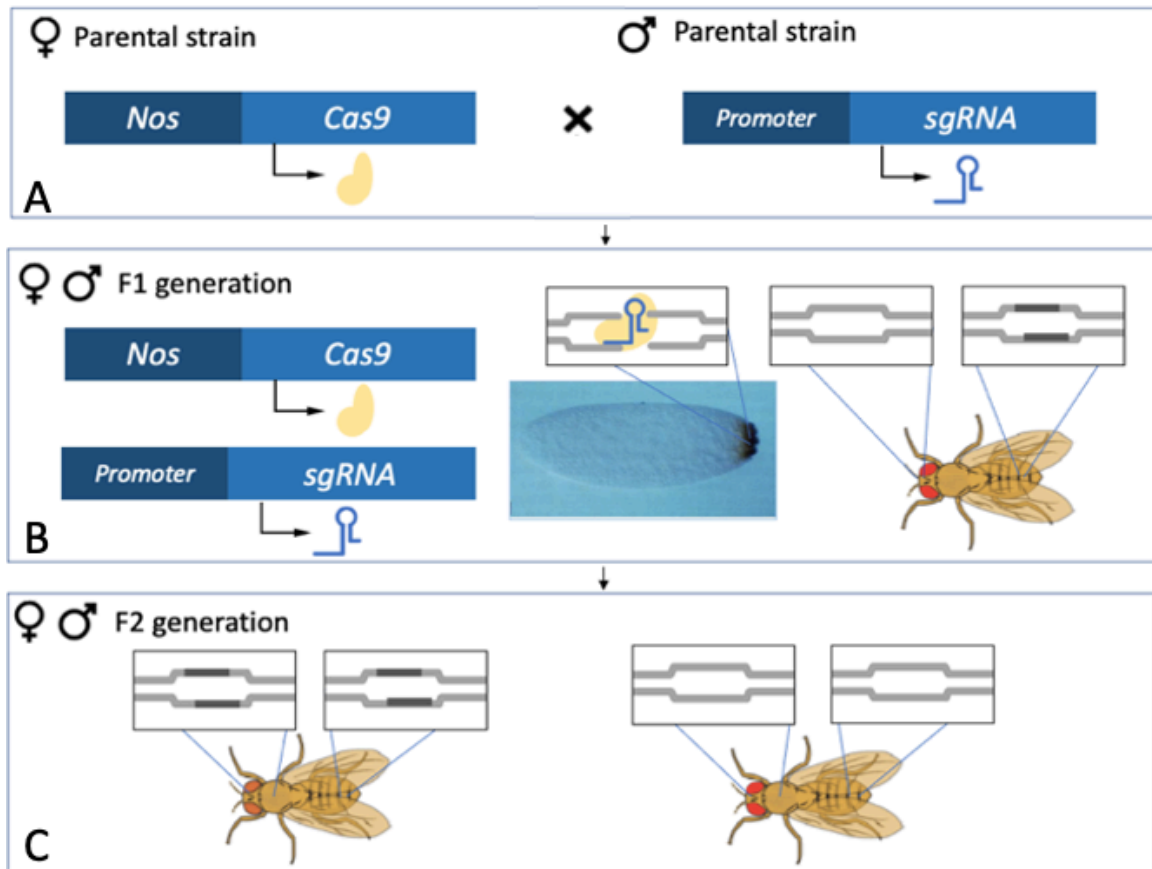 ♀ Parental strain
♂ Parental strain
Nos Cas9
×
Promoter sgRNA
A
♀ ♂ F1 generation
Nos Cas9
Promoter sgRNA
B
♀ ♂ F2 generation
C